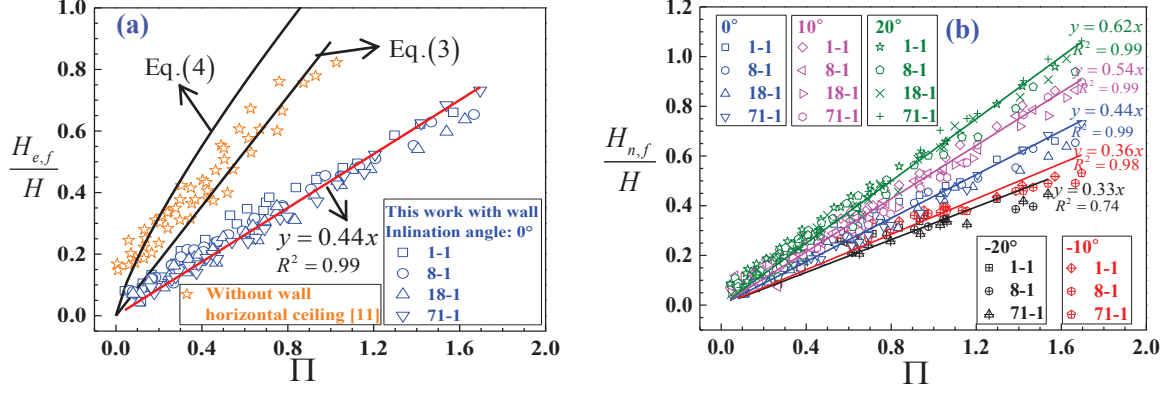 (a)
Eq.(4)
Eq.(3)
1.0
0.8
0.6
0.4
0.2
0.0
H_{e,f}
H
y = 0.44x
R² = 0.99
This work with wall
Inlination angle: 0°
1-1
8-1
18-1
71-1
Without wall
horizontal ceiling [11]
0.0 0.4 0.8 1.2 1.6 2.0
Π
(b)
0° 10° 20°
1-1 1-1 1-1
8-1 8-1 8-1
18-1 18-1 18-1
71-1 71-1 71-1
y = 0.62x
R² = 0.99
y = 0.54x
R² = 0.99
y = 0.44x
R² = 0.99
y = 0.36x
R² = 0.98
y = 0.33x
R² = 0.74
1.2
1.0
0.8
0.6
0.4
0.2
0.0
H_{n,f}
H
-20° -10°
1-1 1-1
8-1 8-1
71-1 71-1
0.0 0.4 0.8 1.2 1.6 2.0
Π